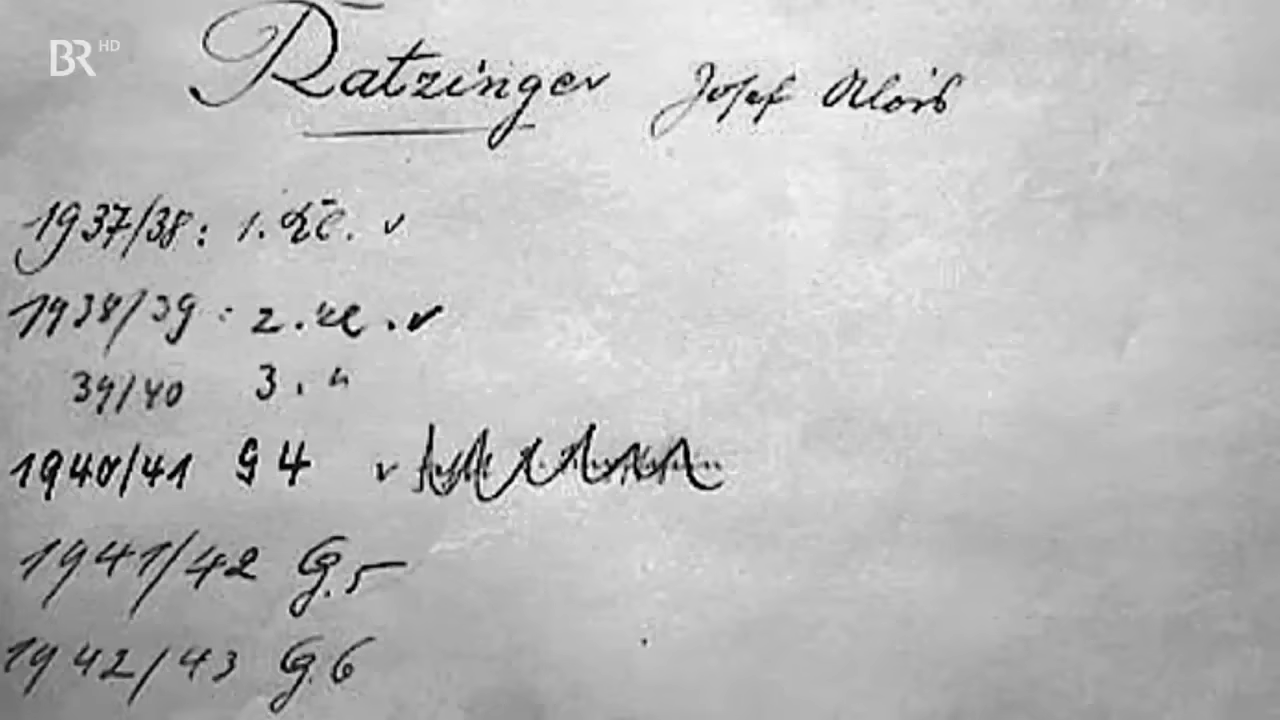 BR HD
Ratzinger Josef Alois
1937/38: 1. Kl. ✓
1938/39: 2. Kl. ✓
39/40 3. "
1940/41 G 4 ✓
1941/42 G. 5
1942/43 G. 6